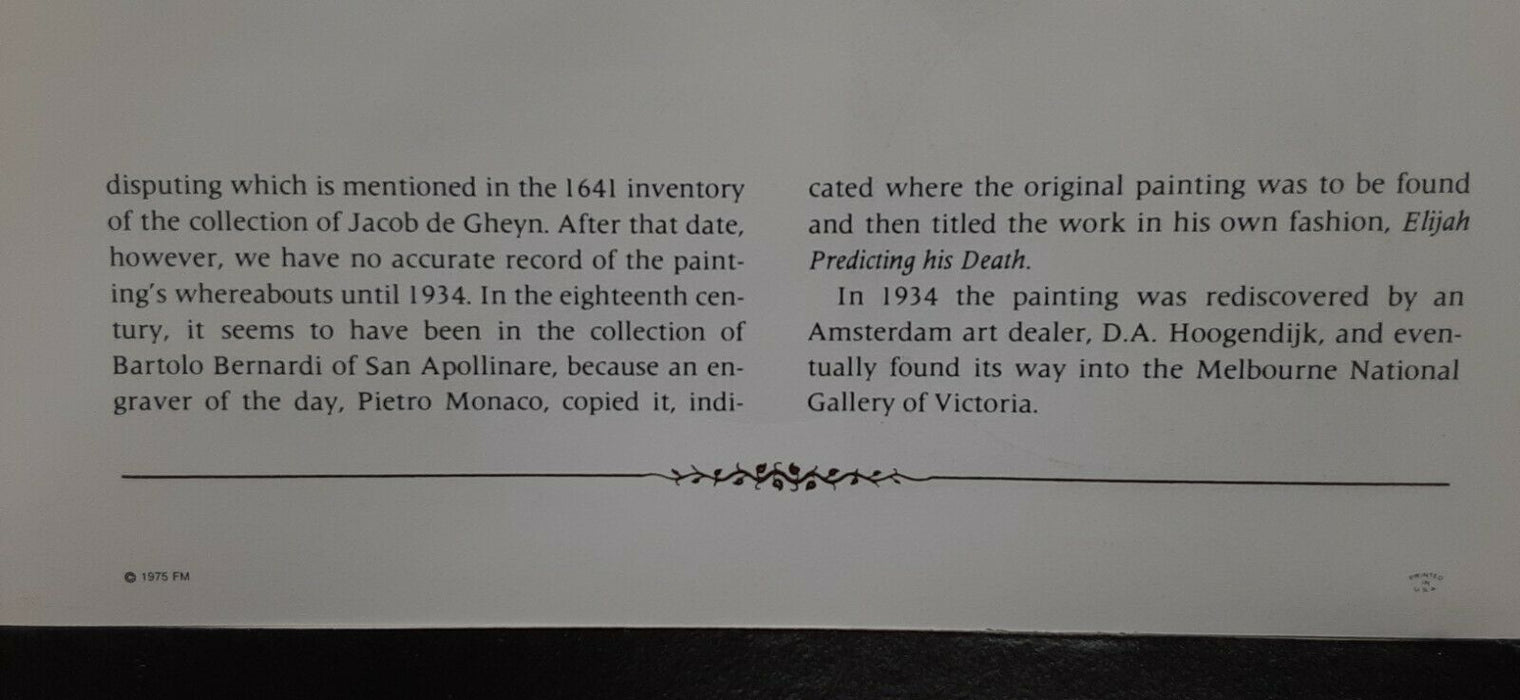 disputing which is mentioned in the 1641 inventory
of the collection of Jacob de Gheyn. After that date,
however, we have no accurate record of the paint-
ing's whereabouts until 1934. In the eighteenth cen-
tury, it seems to have been in the collection of
Bartolo Bernardi of San Apollinare, because an en-
graver of the day, Pietro Monaco, copied it, indi-
cated where the original painting was to be found
and then titled the work in his own fashion, Elijah
Predicting his Death.
In 1934 the painting was rediscovered by an
Amsterdam art dealer, D.A. Hoogendijk, and even-
tually found its way into the Melbourne National
Gallery of Victoria.
© 1975 FM
PRINTED
IN
U.S.A